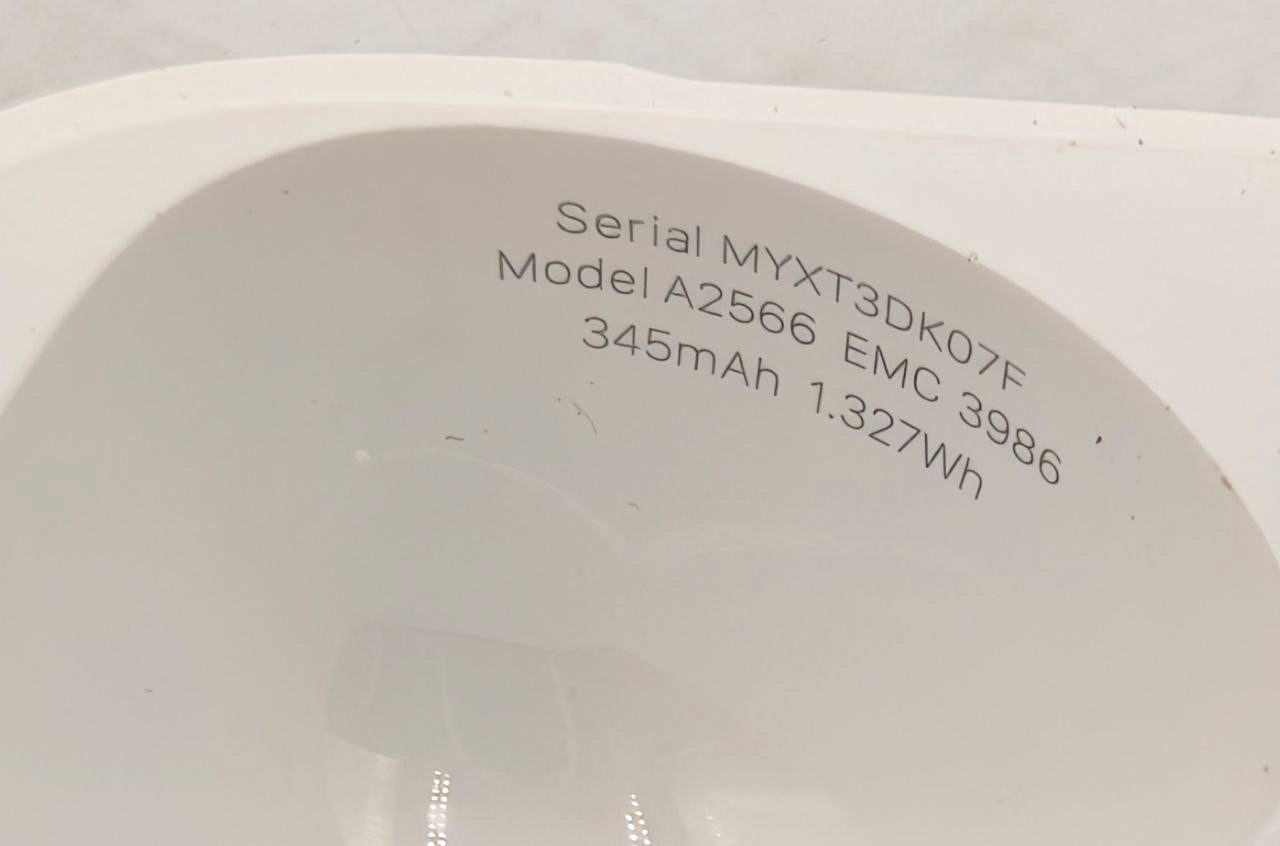 Serial MYXT3DK07F
Model A2566 EMC 3986
345mAh 1.327Wh